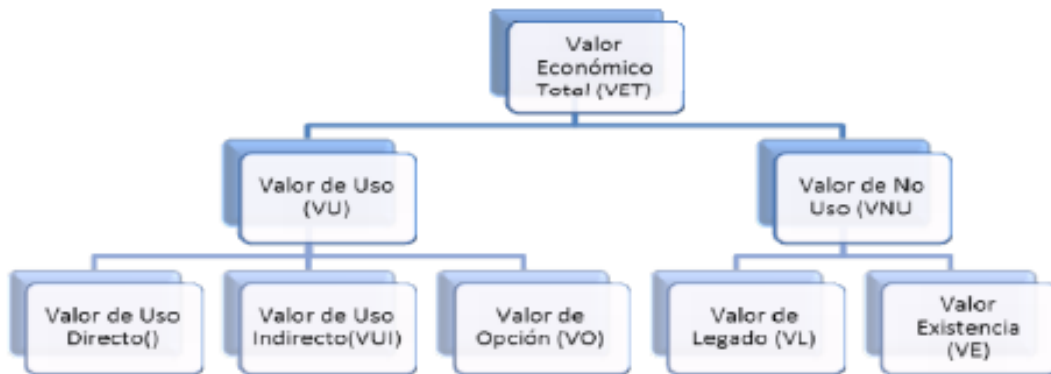 Valor
Económico
Total (VET)
Valor de Uso
(VU)
Valor de No
Uso (VNU
Valor de Uso
Directo()
Valor de Uso
Indirecto(VUI)
Valor de
Opción (VO)
Valor de
Legado (VL)
Valor
Existencia
(VE)